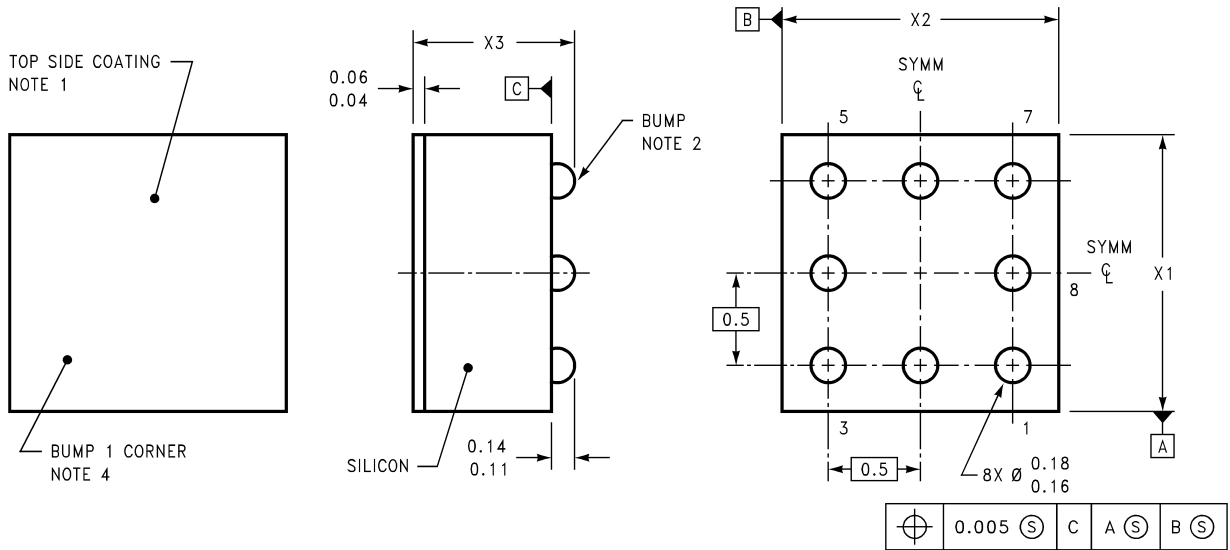 TOP SIDE COATING
NOTE 1
BUMP 1 CORNER
NOTE 4
X3
0.06
0.04
C
BUMP
NOTE 2
SILICON
0.14
0.11
B
X2
SYMM
℄
5
7
SYMM
℄
X1
8
0.5
3
1
A
0.5
8X Ø 0.18
0.16
⌖ 0.005 Ⓢ C A Ⓢ B Ⓢ